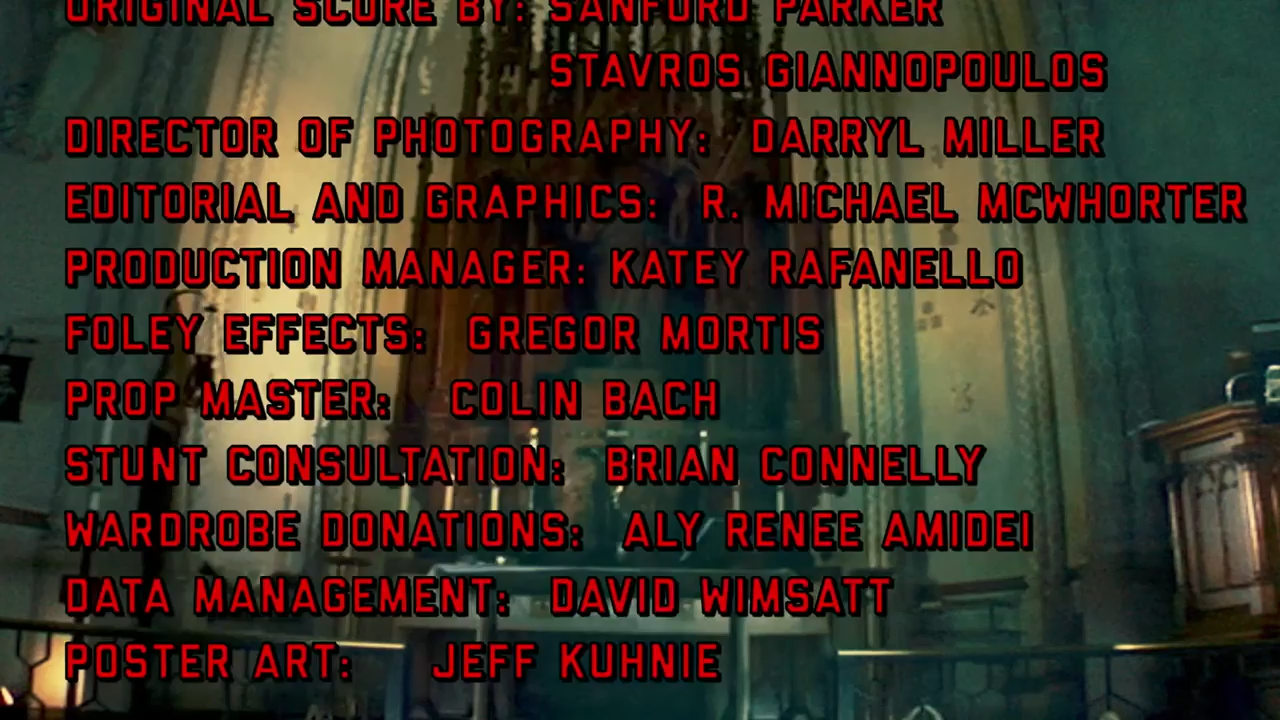 ORIGINAL SCORE BY: SANFORD PARKER
STAVROS GIANNOPOULOS
DIRECTOR OF PHOTOGRAPHY: DARRYL MILLER
EDITORIAL AND GRAPHICS: R. MICHAEL MCWHORTER
PRODUCTION MANAGER: KATEY RAFANELLO
FOLEY EFFECTS: GREGOR MORTIS
PROP MASTER: COLIN BACH
STUNT CONSULTATION: BRIAN CONNELLY
WARDROBE DONATIONS: ALY RENEE AMIDEI
DATA MANAGEMENT: DAVID WIMSATT
POSTER ART: JEFF KUHNIE